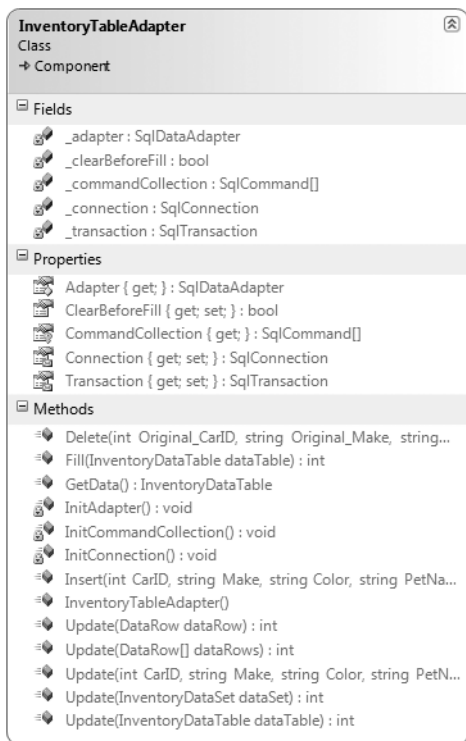 InventoryTableAdapter
Class
Component
Fields
_adapter : SqlDataAdapter
_clearBeforeFill : bool
_commandCollection : SqlCommand[]
_connection : SqlConnection
_transaction : SqlTransaction
Properties
Adapter { get; } : SqlDataAdapter
ClearBeforeFill { get; set; } : bool
CommandCollection { get; } : SqlCommand[]
Connection { get; set; } : SqlConnection
Transaction { get; set; } : SqlTransaction
Methods
Delete(int Original_CarID, string Original_Make, string...
Fill(InventoryDataTable dataTable) : int
GetData() : InventoryDataTable
InitAdapter() : void
InitCommandCollection() : void
InitConnection() : void
Insert(int CarID, string Make, string Color, string PetNa...
InventoryTableAdapter()
Update(DataRow dataRow) : int
Update(DataRow[] dataRows) : int
Update(int CarID, string Make, string Color, string PetN...
Update(InventoryDataSet dataSet) : int
Update(InventoryDataTable dataTable) : int